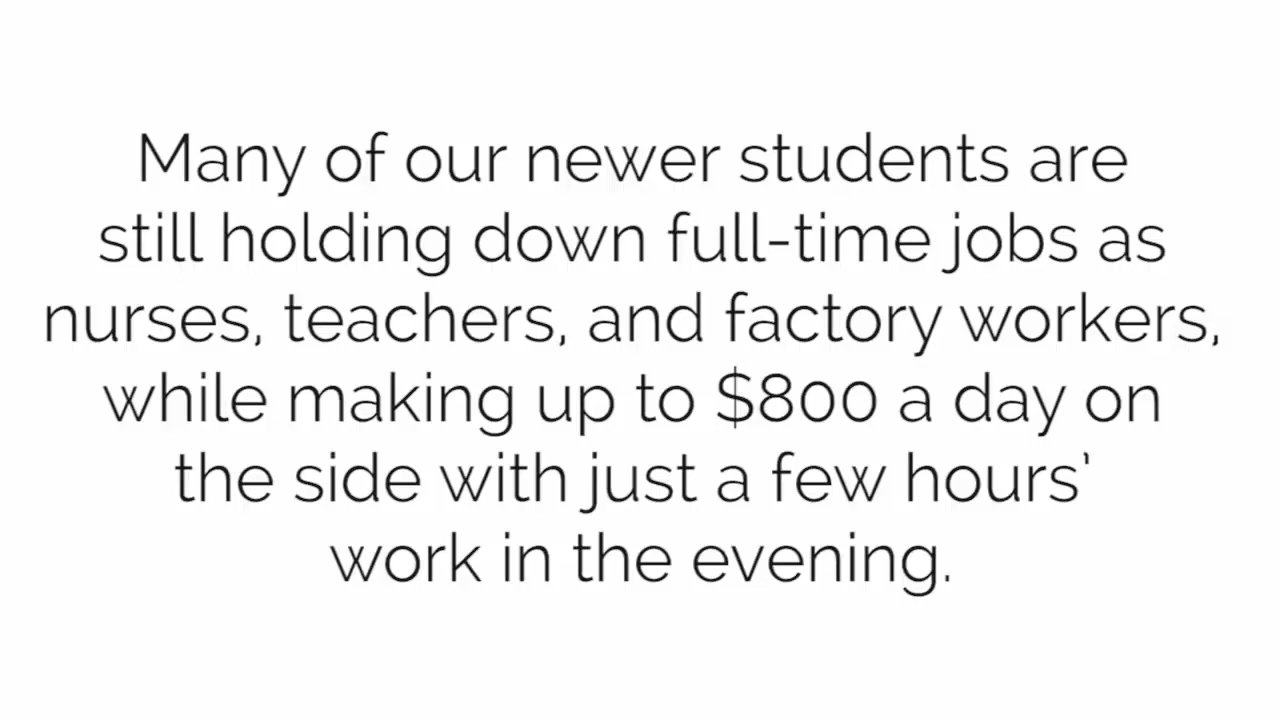 Many of our newer students are
still holding down full-time jobs as
nurses, teachers, and factory workers,
while making up to $800 a day on
the side with just a few hours'
work in the evening.